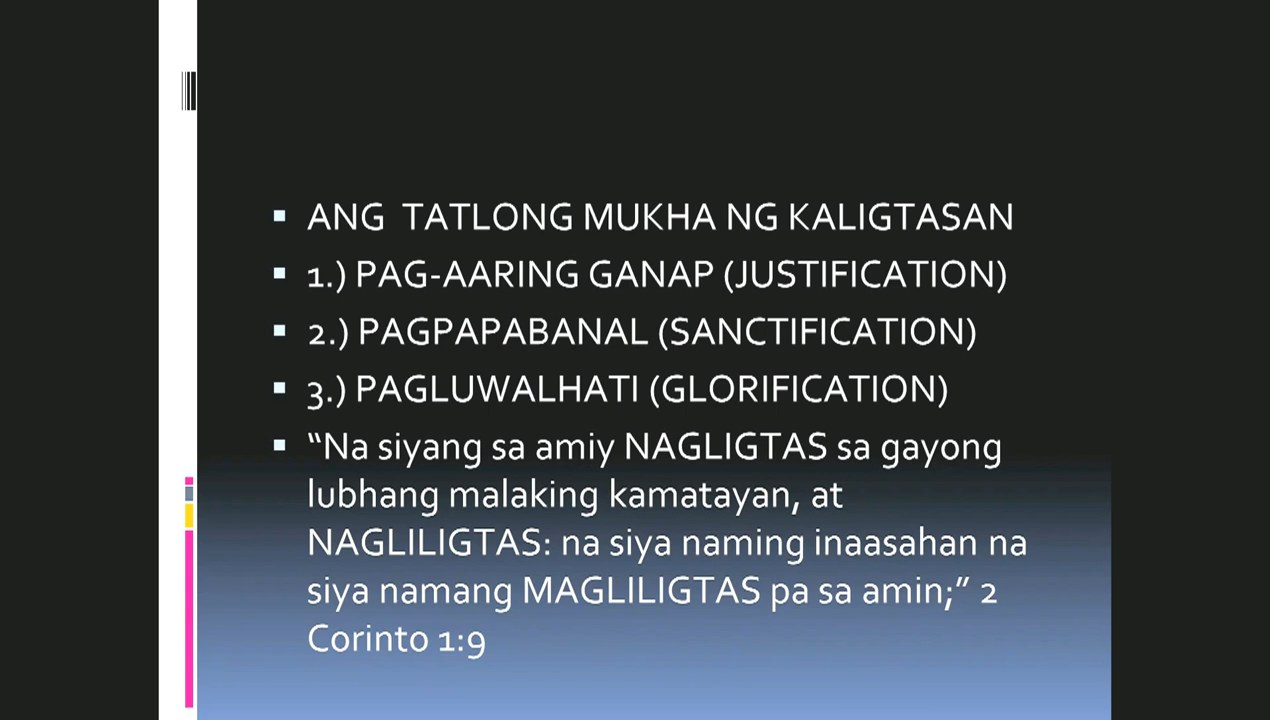 ANG TATLONG MUKHA NG KALIGTASAN
1.) PAG-AARING GANAP (JUSTIFICATION)
2.) PAGPAPABANAL (SANCTIFICATION)
3.) PAGLUWALHATI (GLORIFICATION)
“Na siyang sa amiy NAGLIGTAS sa gayong
lubhang malaking kamatayan, at
NAGLILIGTAS: na siya naming inaasahan na
siya namang MAGLILIGTAS pa sa amin;” 2
Corinto 1:9